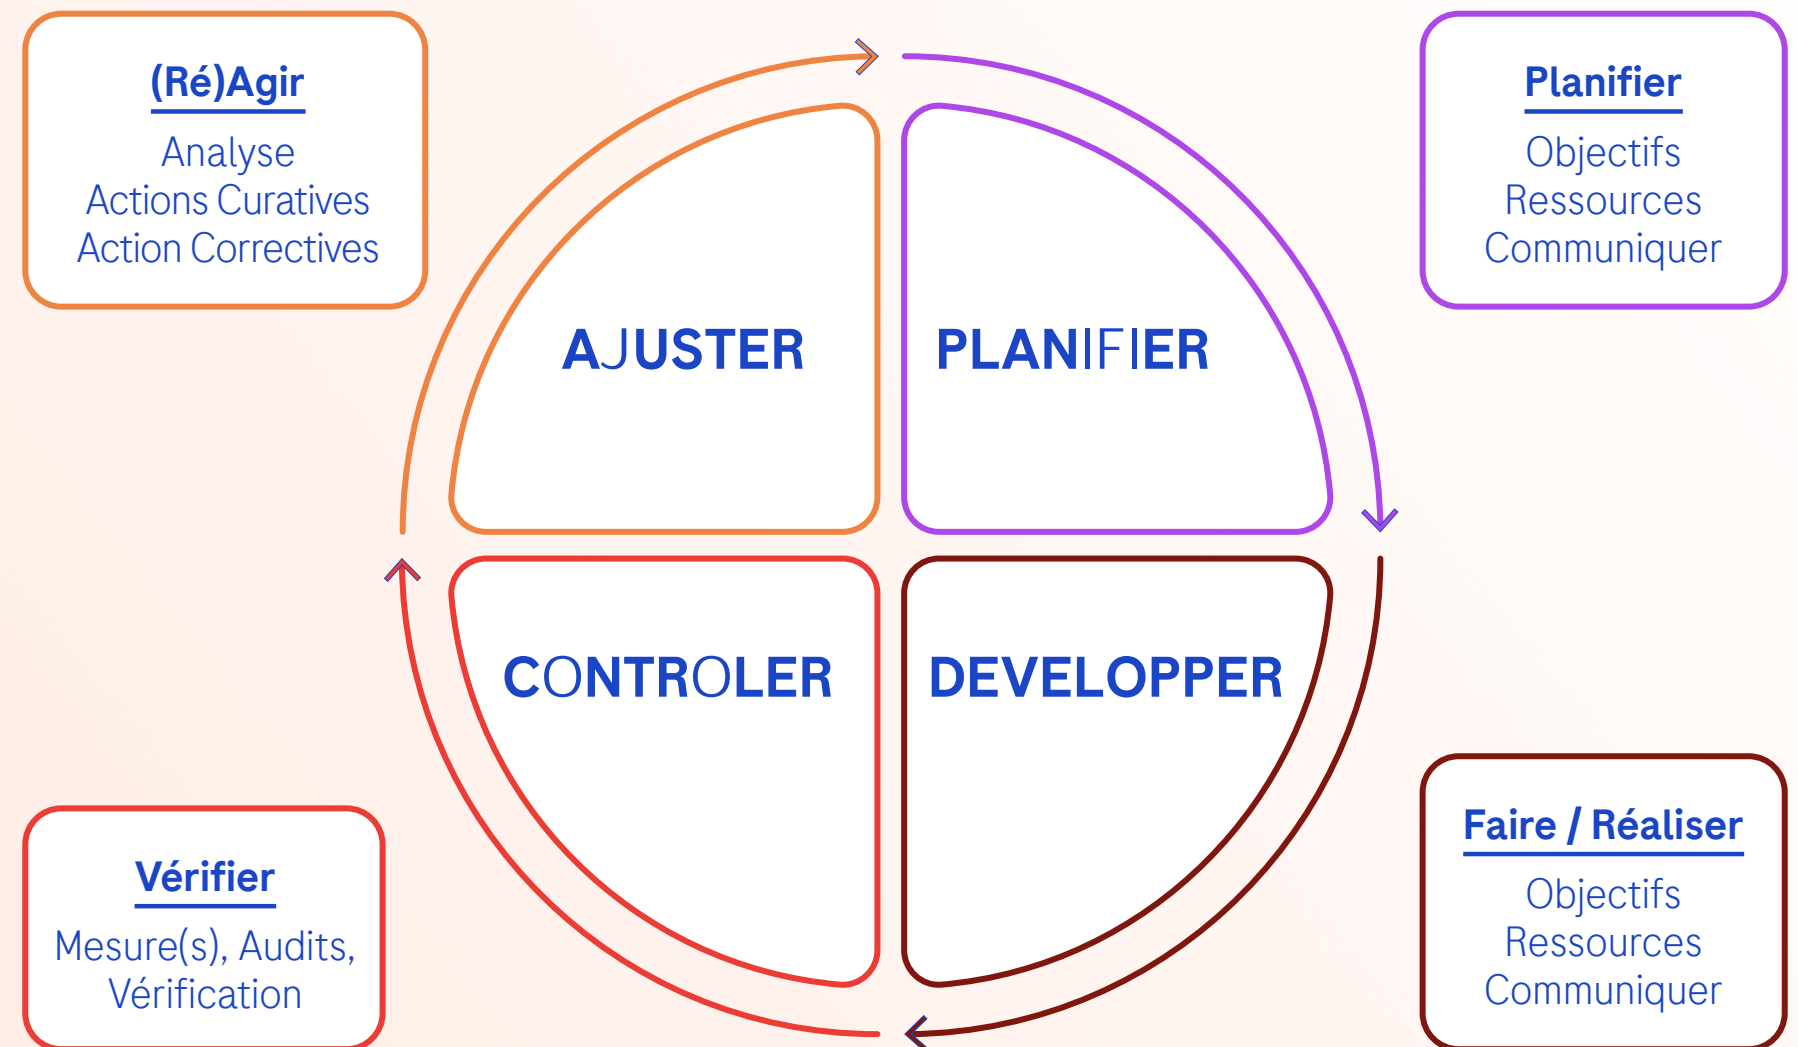 (Ré)Agir
Analyse
Actions Curatives
Action Correctives
Planifier
Objectifs
Ressources
Communiquer
AJUSTER
PLANIFIER
CONTROLER
DEVELOPPER
Vérifier
Mesure(s), Audits,
Vérification
Faire / Réaliser
Objectifs
Ressources
Communiquer